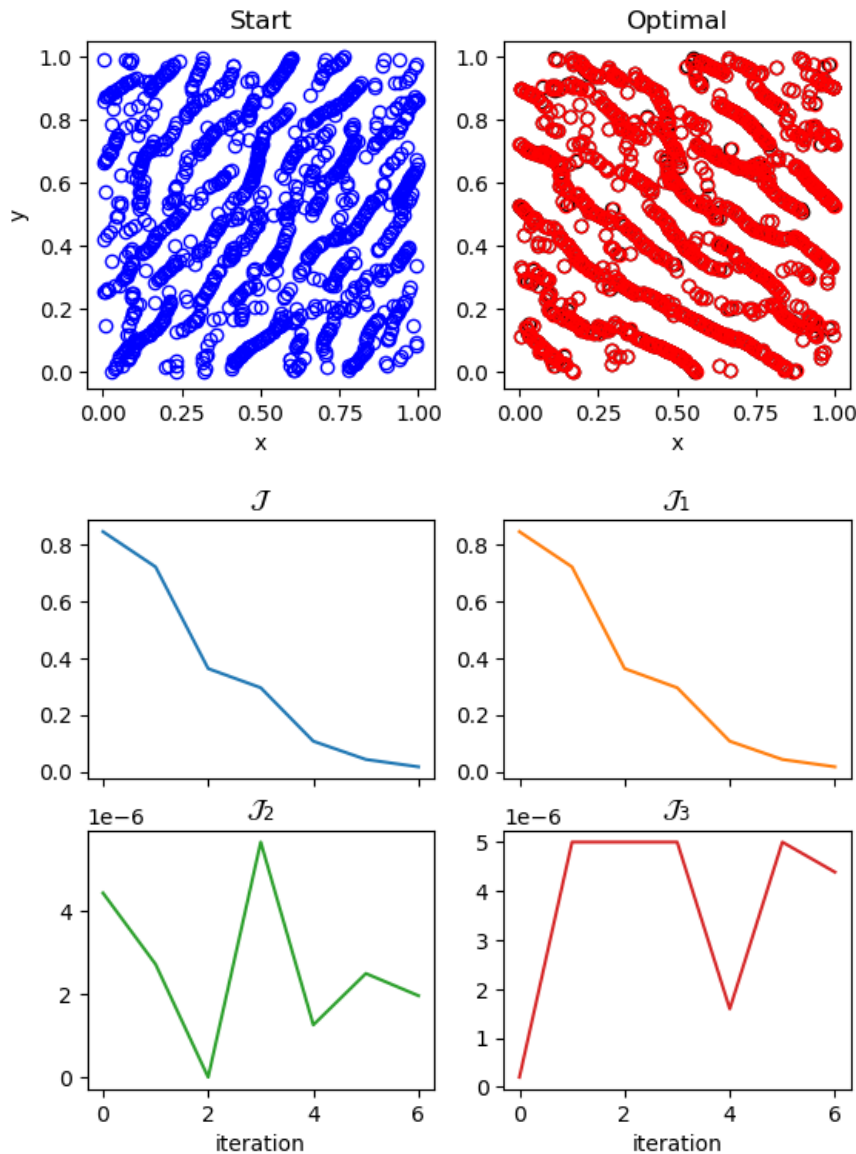 Start Optimal
1.0 1.0
0.8 0.8
0.6 0.6
y
0.4 0.4
0.2 0.2
0.0 0.0
0.00 0.25 0.50 0.75 1.00 0.00 0.25 0.50 0.75 1.00
x x
𝒥 𝒥1
0.8 0.8
0.6 0.6
0.4 0.4
0.2 0.2
0.0 0.0
1e−6 𝒥2 1e−6 𝒥3
5
4 4
3
2 2
1
0 0
0 2 4 6 0 2 4 6
iteration iteration